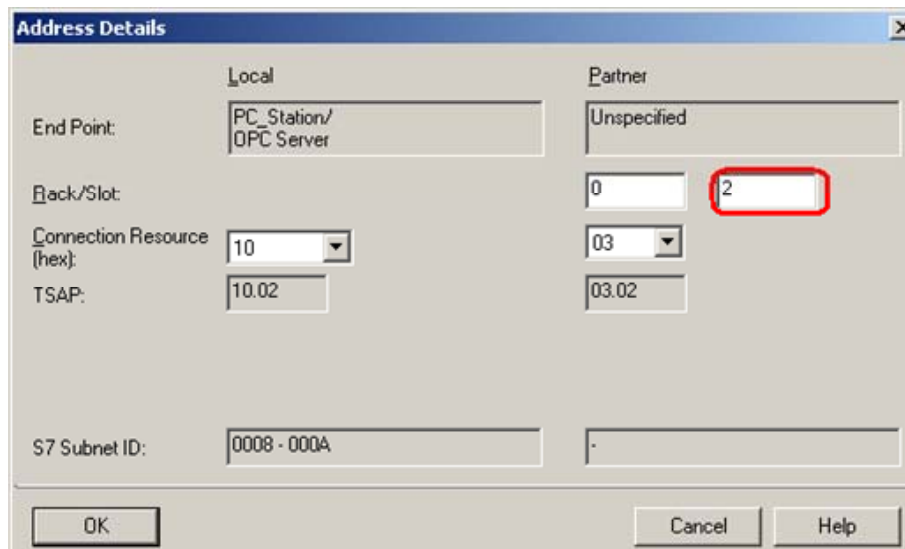 Address Details
Local Partner
End Point: PC_Station/ Unspecified
OPC Server
Rack/Slot: 0 2
Connection Resource 10 03
(hex):
TSAP: 10.02 03.02
S7 Subnet ID: 0008 - 000A -
OK Cancel Help